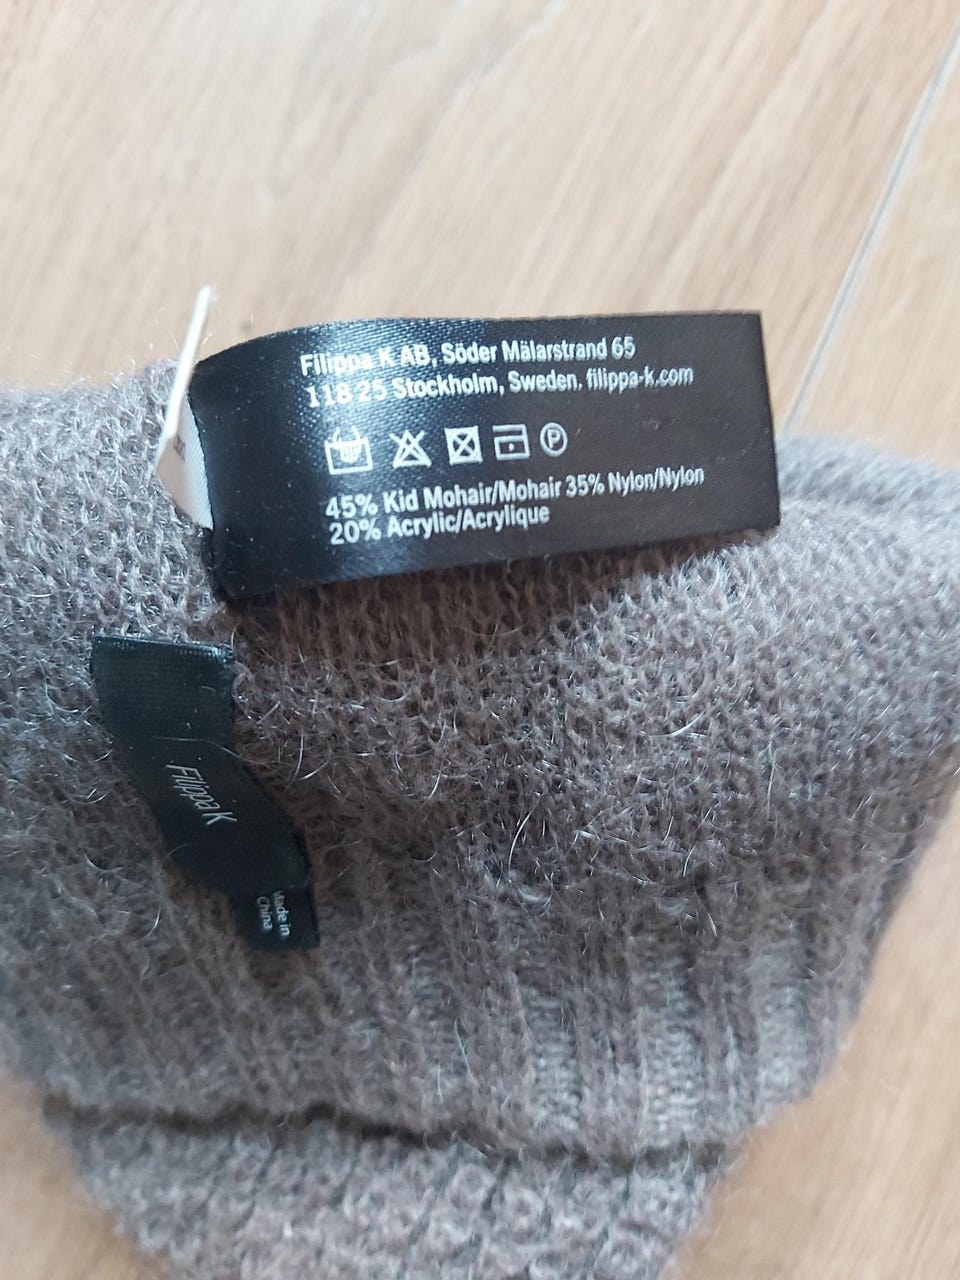 Filippa K AB, Söder Mälarstrand 65
118 25 Stockholm, Sweden. filippa-k.com
P
45% Kid Mohair/Mohair 35% Nylon/Nylon
20% Acrylic/Acrylique
Filippa K
Made in
China